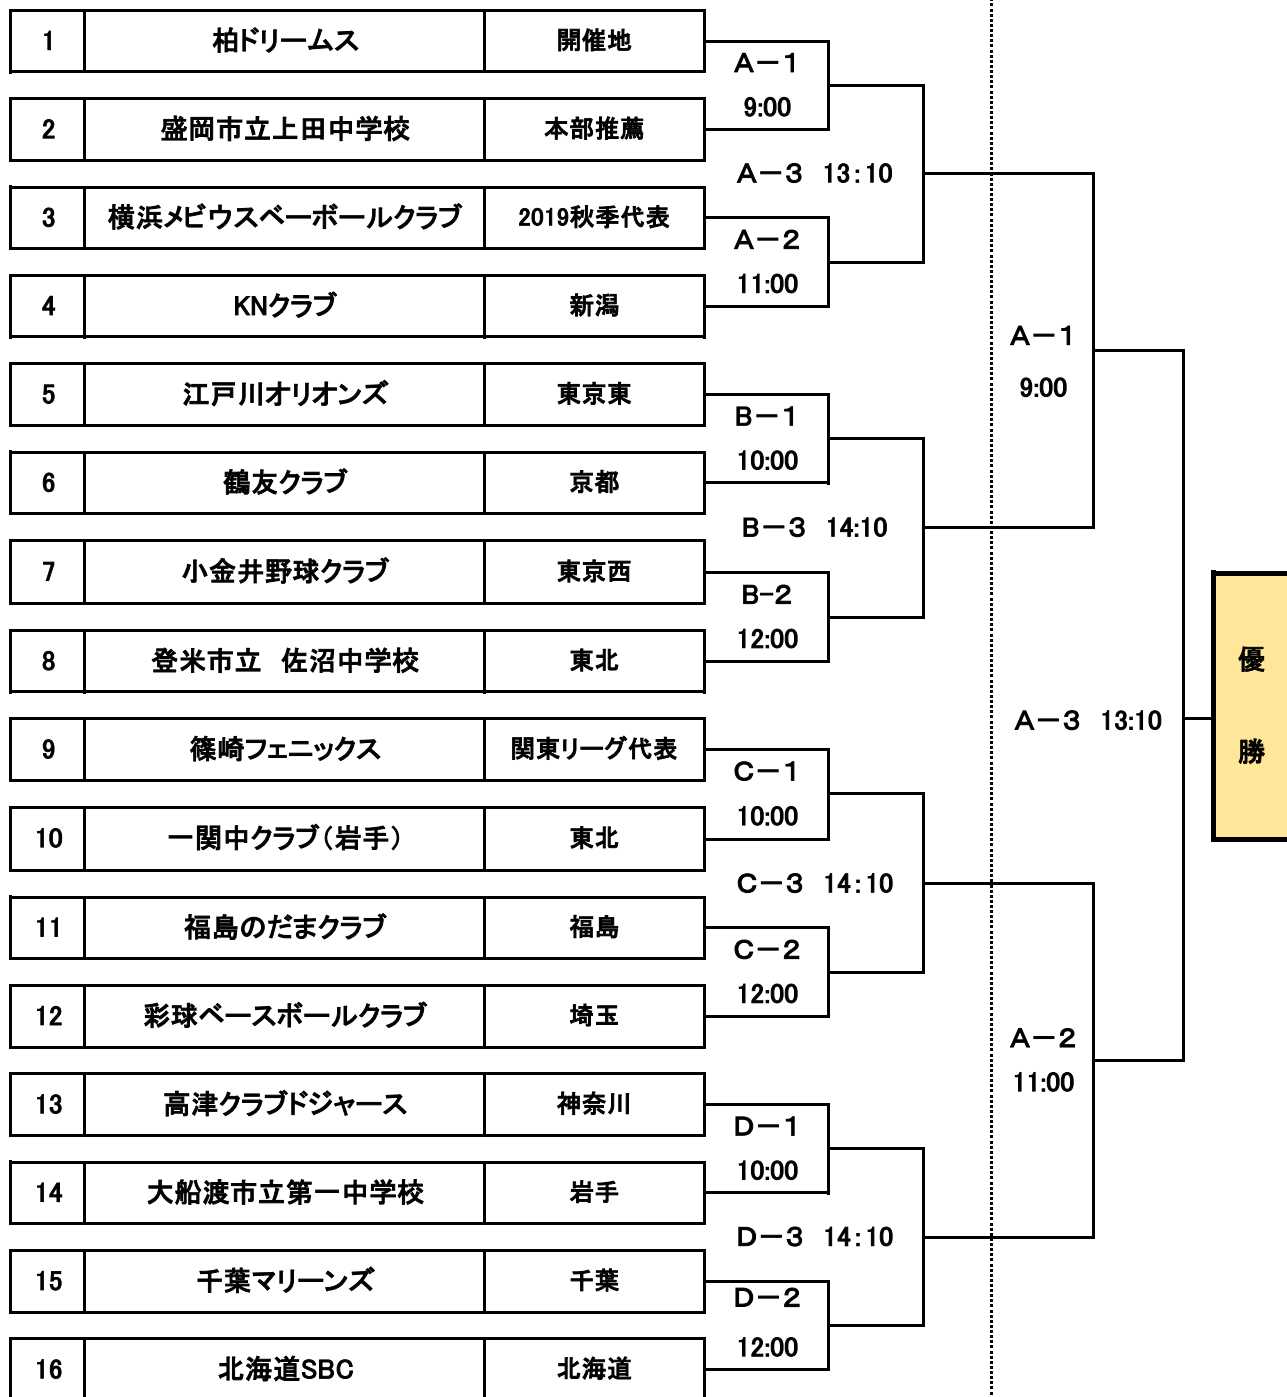 1 柏ドリームス 開催地
A－1
9:00
2 盛岡市立上田中学校 本部推薦
A－3 13：10
3 横浜メビウスベーボールクラブ 2019秋季代表
A－2
11:00
4 KNクラブ 新潟
A－1
9:00
5 江戸川オリオンズ 東京東
B－1
10:00
6 鶴友クラブ 京都
B－3 14:10
7 小金井野球クラブ 東京西
B-2
12:00
8 登米市立　佐沼中学校 東北
優
勝
A－3 13:10
9 篠崎フェニックス 関東リーグ代表
C－1
10:00
10 一関中クラブ（岩手） 東北
C－3 14：10
11 福島のだまクラブ 福島
C－2
12:00
12 彩球ベースボールクラブ 埼玉
A－2
11:00
13 高津クラブドジャース 神奈川
D－1
10:00
14 大船渡市立第一中学校 岩手
D－3 14：10
15 千葉マリーンズ 千葉
D－2
12:00
16 北海道SBC 北海道